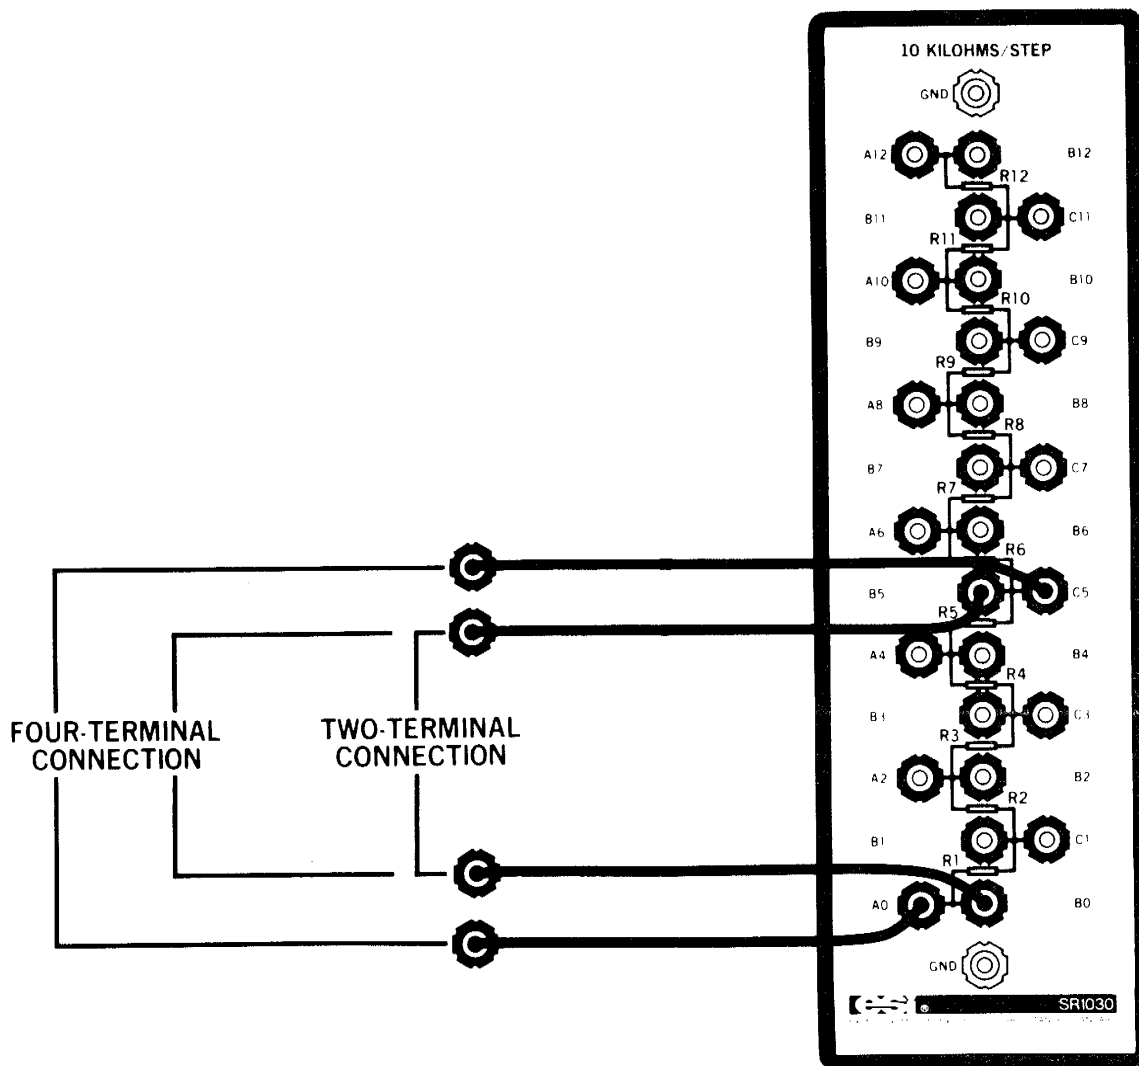 10 KILOHMS/STEP
GND
A12 B12
R12
B11 C11
R11
A10 B10
R10
B9 C9
R9
A8 B8
R8
B7 C7
R7
A6 B6
R6
B5 C5
R5
A4 B4
R4
B3 C3
R3
A2 B2
R2
B1 C1
R1
A0 B0
GND
FOUR-TERMINAL
CONNECTION
TWO-TERMINAL
CONNECTION
® SR1030